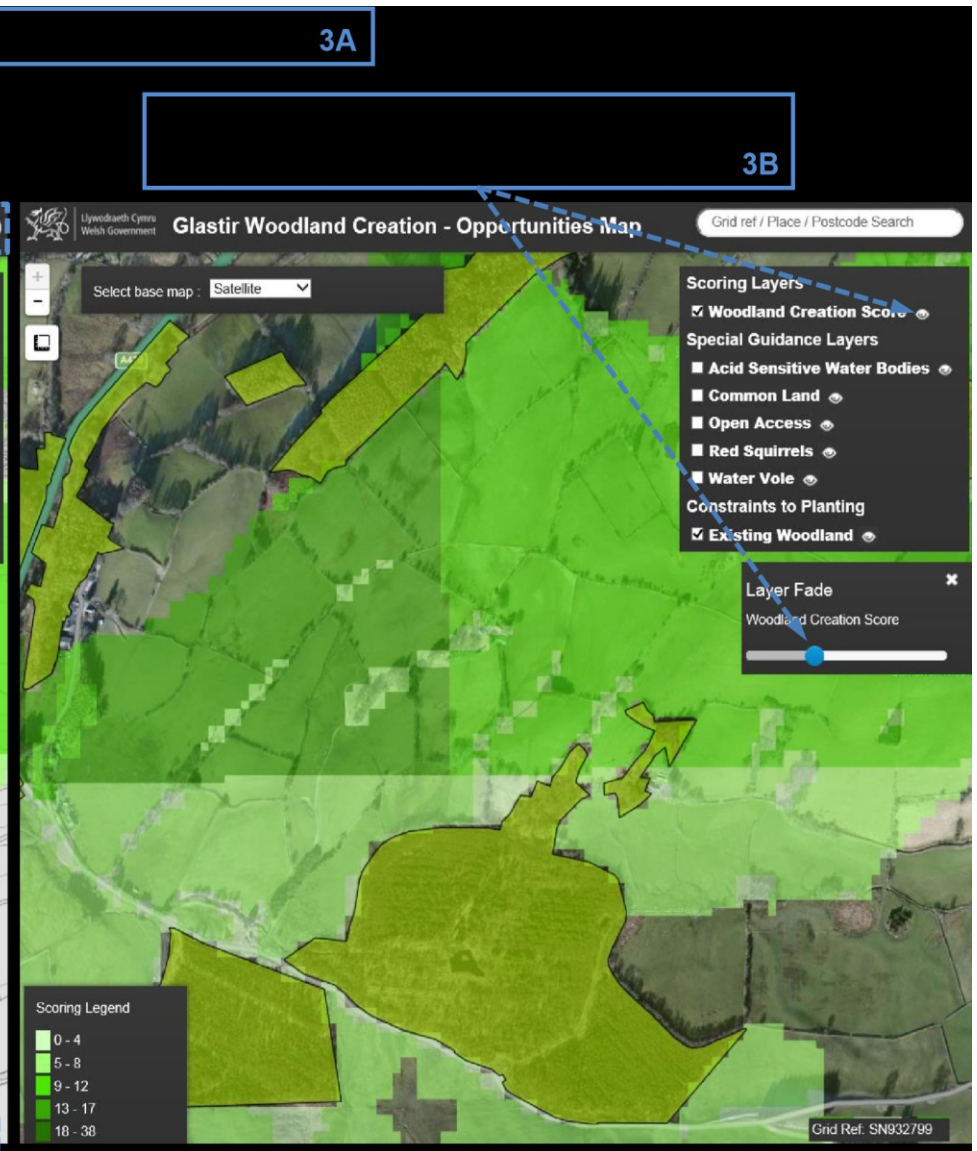 3A
3B
Llywodraeth Cymru
Welsh Government
Glastir Woodland Creation - Opportunities Map
Grid ref / Place / Postcode Search
+
-
Select base map : Satellite
Scoring Layers
Woodland Creation Score
Special Guidance Layers
Acid Sensitive Water Bodies
Common Land
Open Access
Red Squirrels
Water Vole
Constraints to Planting
Existing Woodland
Layer Fade
Woodland Creation Score
Scoring Legend
0 - 4
5 - 8
9 - 12
13 - 17
18 - 38
Grid Ref: SN932799